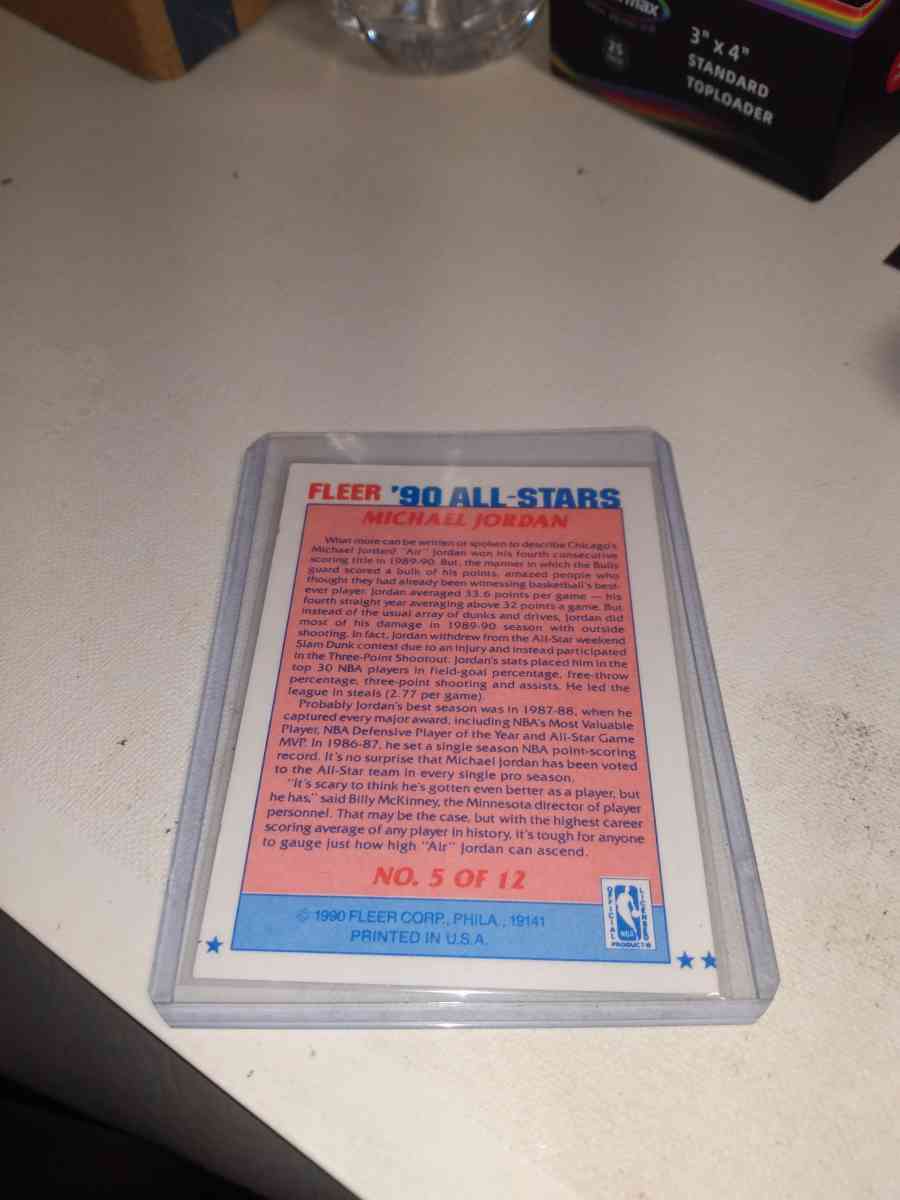 max
25
3" x 4"
STANDARD
TOPLOADER
FLEER '90 ALL-STARS
MICHAEL JORDAN
What more can be written or spoken to describe Chicago's
Michael Jordan? "Air" Jordan won his fourth consecutive
scoring title in 1989-90. But, the manner in which the Bulls
guard scored a bulk of his points, amazed people who
thought they had already been witnessing basketball's best-
ever player. Jordan averaged 33.6 points per game — his
fourth straight year averaging above 32 points a game. But
instead of the usual array of dunks and drives, Jordan did
most of his damage in 1989-90 season with outside
shooting. In fact, Jordan withdrew from the All-Star weekend
Slam Dunk contest due to an injury and instead participated
in the Three-Point Shootout. Jordan's stats placed him in the
top 30 NBA players in field-goal percentage, free-throw
percentage, three-point shooting and assists. He led the
league in steals (2.77 per game).
Probably Jordan's best season was in 1987-88, when he
captured every major award, including NBA's Most Valuable
Player, NBA Defensive Player of the Year and All-Star Game
MVP. In 1986-87, he set a single season NBA point-scoring
record. It's no surprise that Michael Jordan has been voted
to the All-Star team in every single pro season.
"It's scary to think he's gotten even better as a player, but
he has," said Billy McKinney, the Minnesota director of player
personnel. That may be the case, but with the highest career
scoring average of any player in history, it's tough for anyone
to gauge just how high "Air" Jordan can ascend.
NO. 5 OF 12
© 1990 FLEER CORP., PHILA., 19141
PRINTED IN U.S.A.
OFFICIAL
LICENSED
NBA
PRODUCT ®